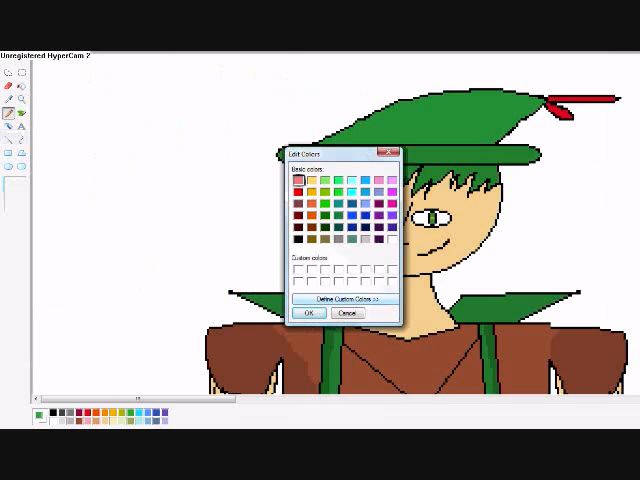 Unregistered HyperCam 2
Edit Colors
Basic colors:
Custom colors:
Define Custom Colors >>
OK
Cancel